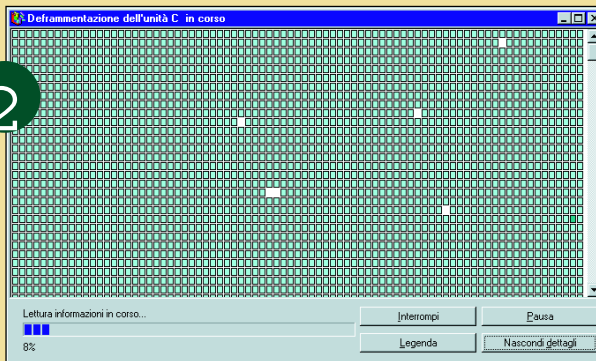 Deframmentazione dell'unità C in corso
2
Lettura informazioni in corso...
Interrompi
Pausa
8%
Legenda
Nascondi dettagli